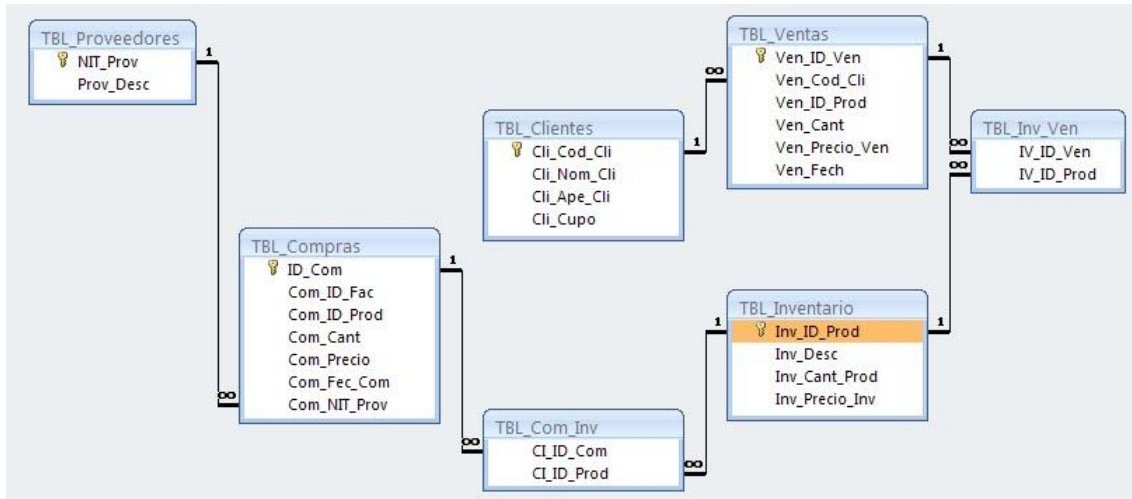 TBL_Proveedores
1
NIT_Prov
Prov_Desc
TBL_Compras
1
ID_Com
Com_ID_Fac
Com_ID_Prod
Com_Cant
Com_Precio
Com_Fec_Com
Com_NIT_Prov
∞
TBL_Clientes
1
Cli_Cod_Cli
Cli_Nom_Cli
Cli_Ape_Cli
Cli_Cupo
TBL_Com_Inv
∞
CI_ID_Com
CI_ID_Prod
∞
TBL_Ventas
∞
1
Ven_ID_Ven
Ven_Cod_Cli
Ven_ID_Prod
Ven_Cant
Ven_Precio_Ven
Ven_Fech
TBL_Inventario
1
1
Inv_ID_Prod
Inv_Desc
Inv_Cant_Prod
Inv_Precio_Inv
TBL_Inv_Ven
∞
IV_ID_Ven
∞
IV_ID_Prod